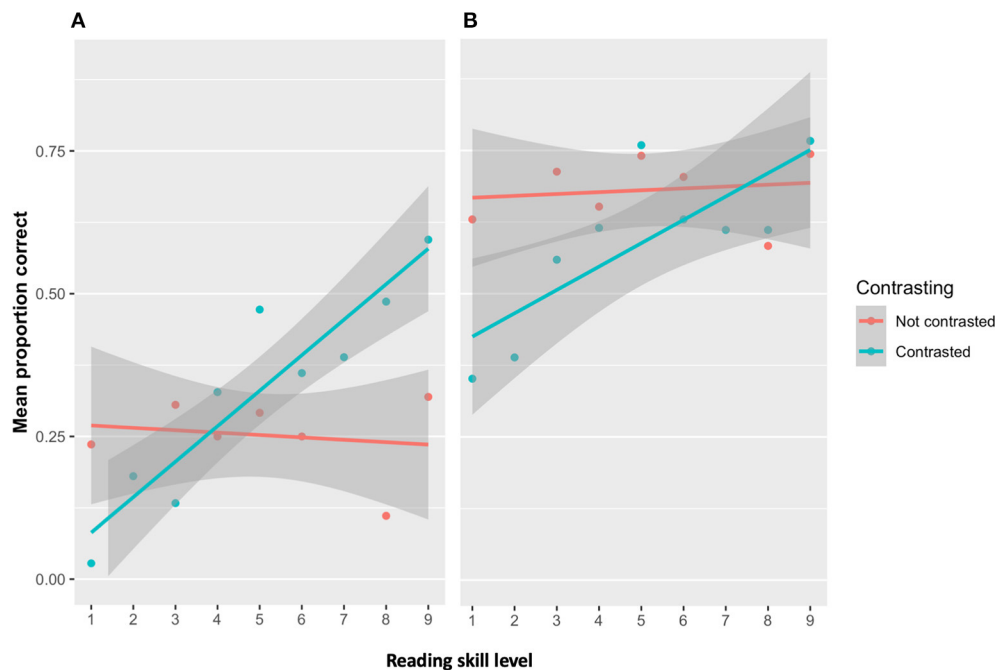 A
B
Mean proportion correct
0.75
0.50
0.25
0.00
1 2 3 4 5 6 7 8 9
1 2 3 4 5 6 7 8 9
Reading skill level
Contrasting
Not contrasted
Contrasted